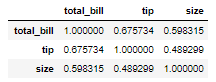 total_bill tip size
total_bill 1.000000 0.675734 0.598315
tip 0.675734 1.000000 0.489299
size 0.598315 0.489299 1.000000